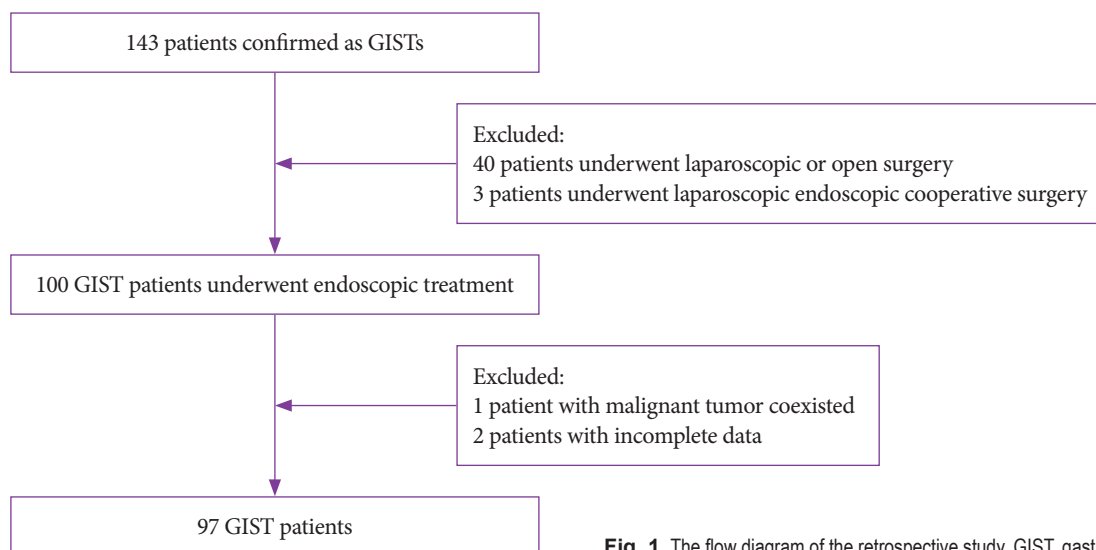 143 patients confirmed as GISTs
Excluded:
40 patients underwent laparoscopic or open surgery
3 patients underwent laparoscopic endoscopic cooperative surgery
100 GIST patients underwent endoscopic treatment
Excluded:
1 patient with malignant tumor coexisted
2 patients with incomplete data
97 GIST patients
Fig. 1. The flow diagram of the retrospective study. GIST, gast